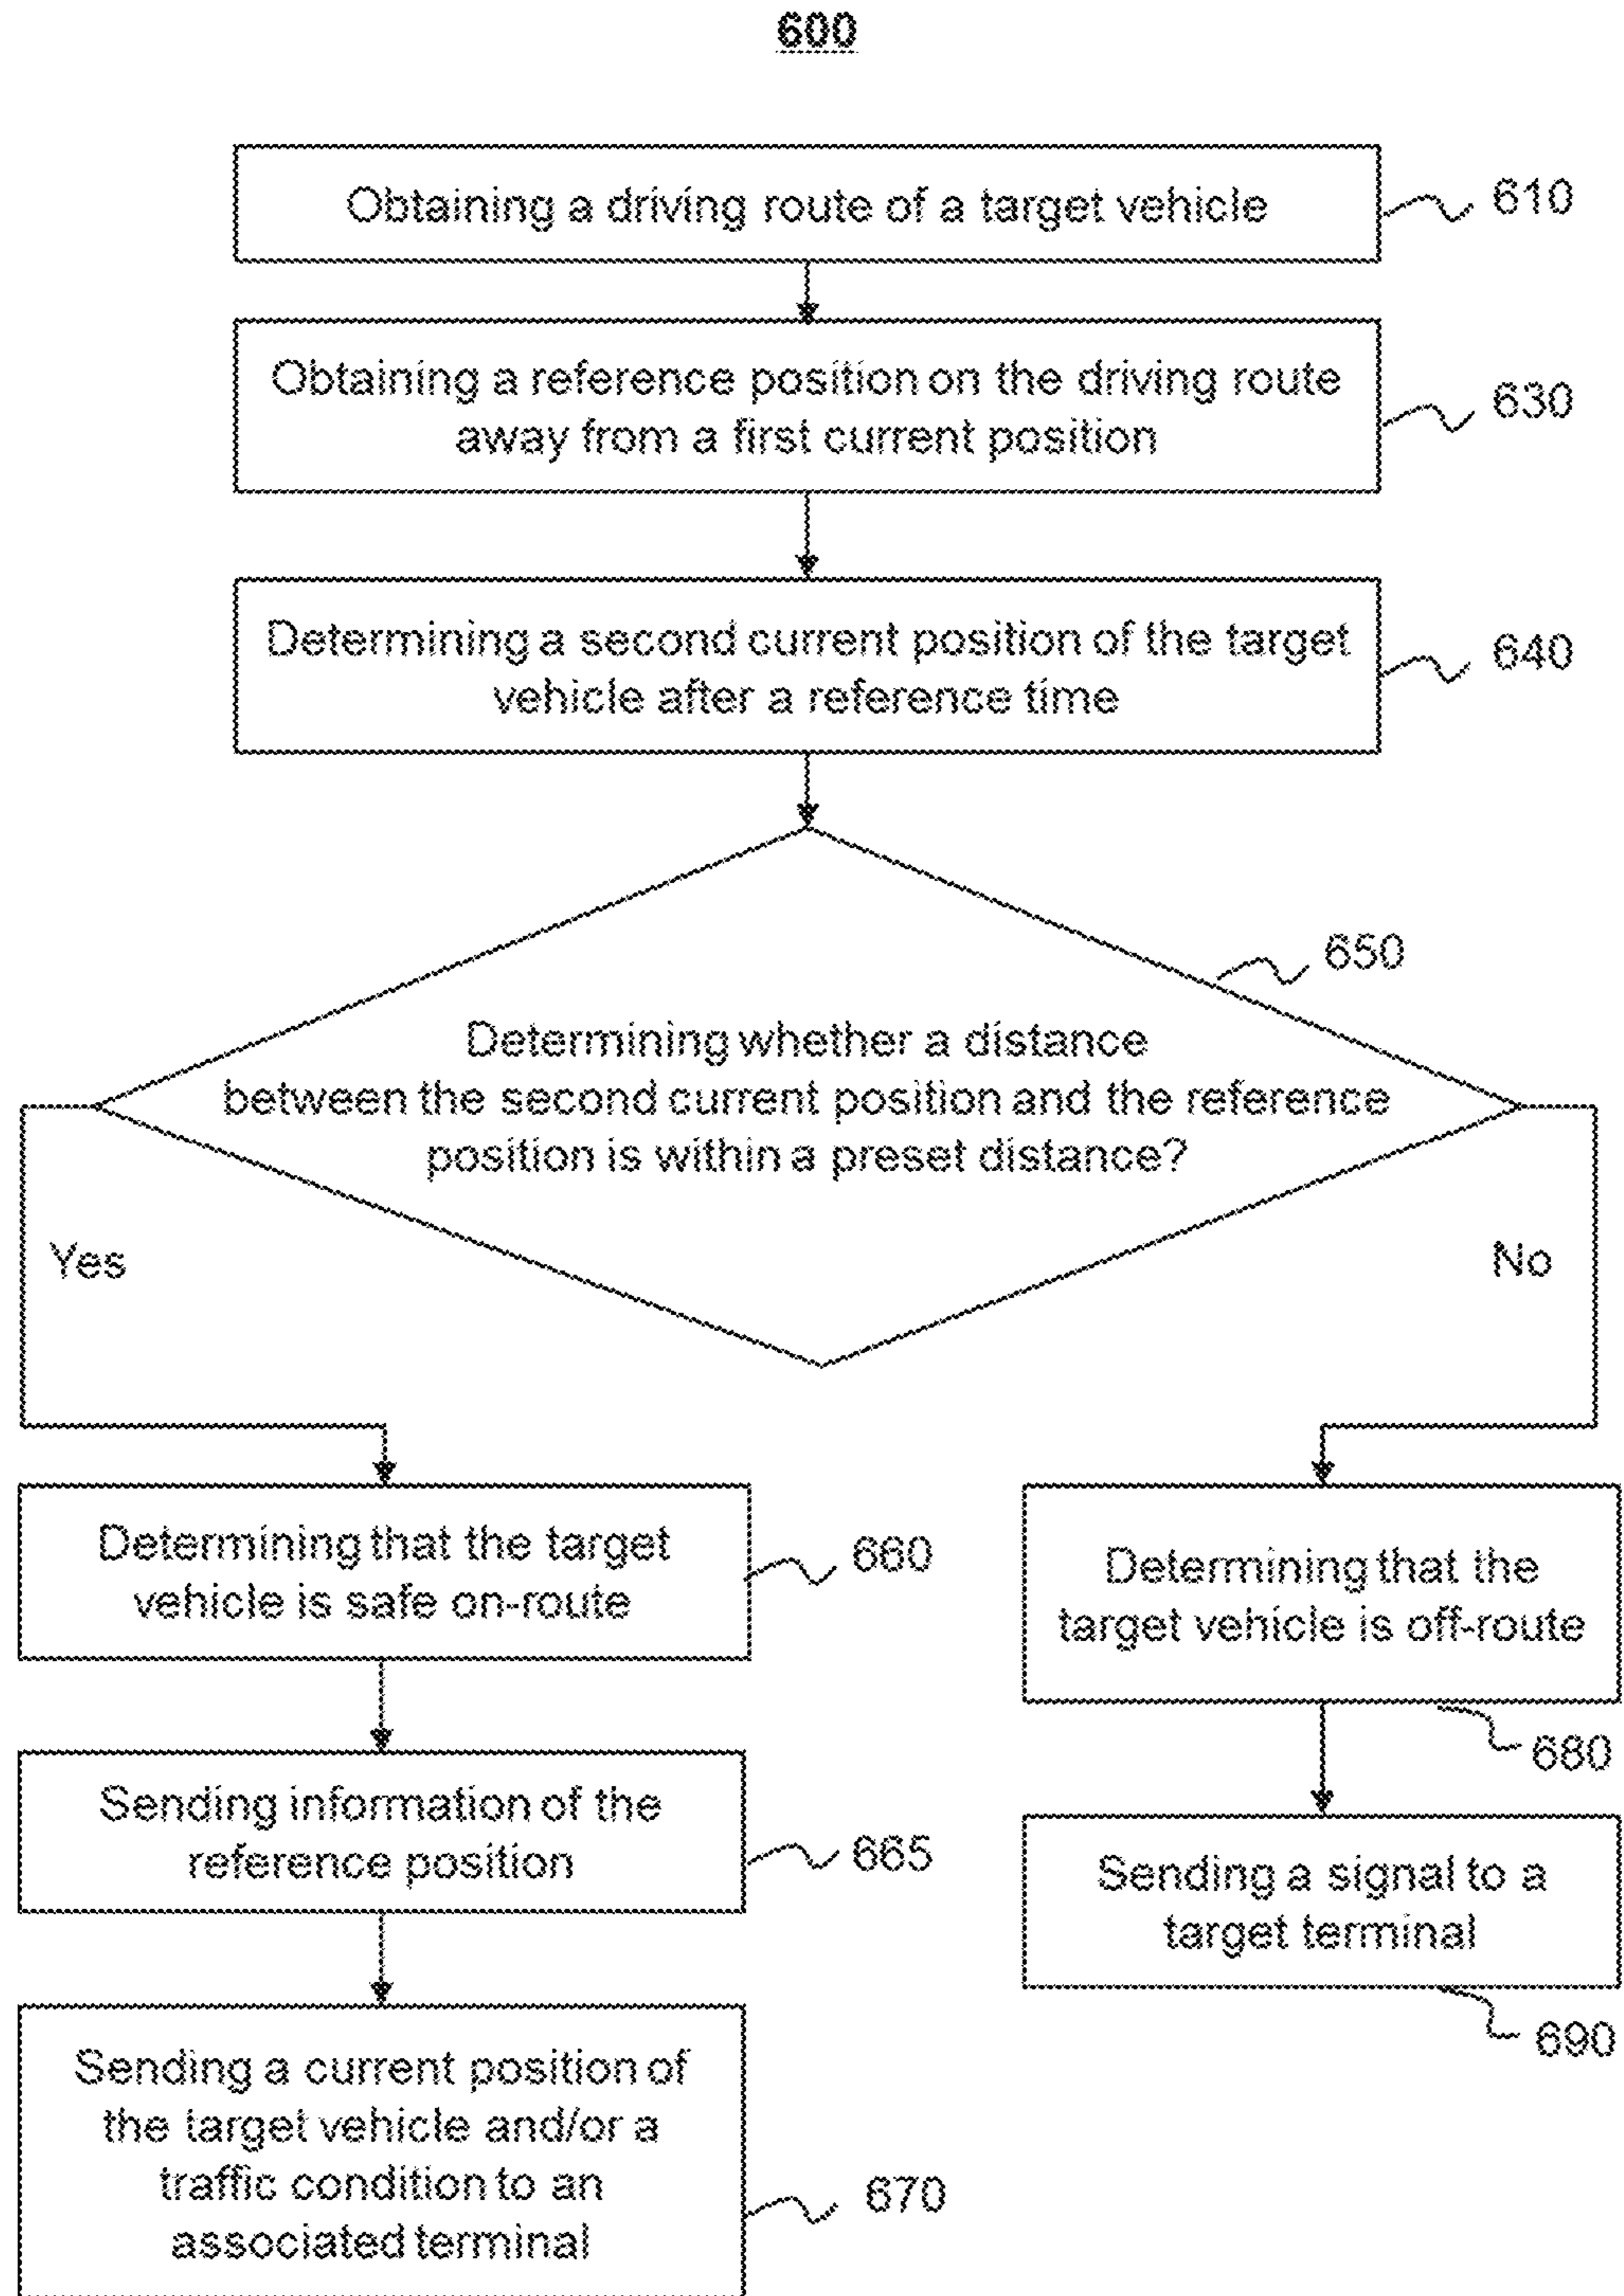 600
Obtaining a driving route of a target vehicle
610
Obtaining a reference position on the driving route
away from a first current position
630
Determining a second current position of the target
vehicle after a reference time
640
650
Determining whether a distance
between the second current position and the reference
position is within a preset distance?
Yes
No
Determining that the target
vehicle is safe on-route
660
Determining that the
target vehicle is off-route
680
Sending information of the
reference position
665
Sending a signal to a
target terminal
690
Sending a current position of
the target vehicle and/or a
traffic condition to an
associated terminal
670